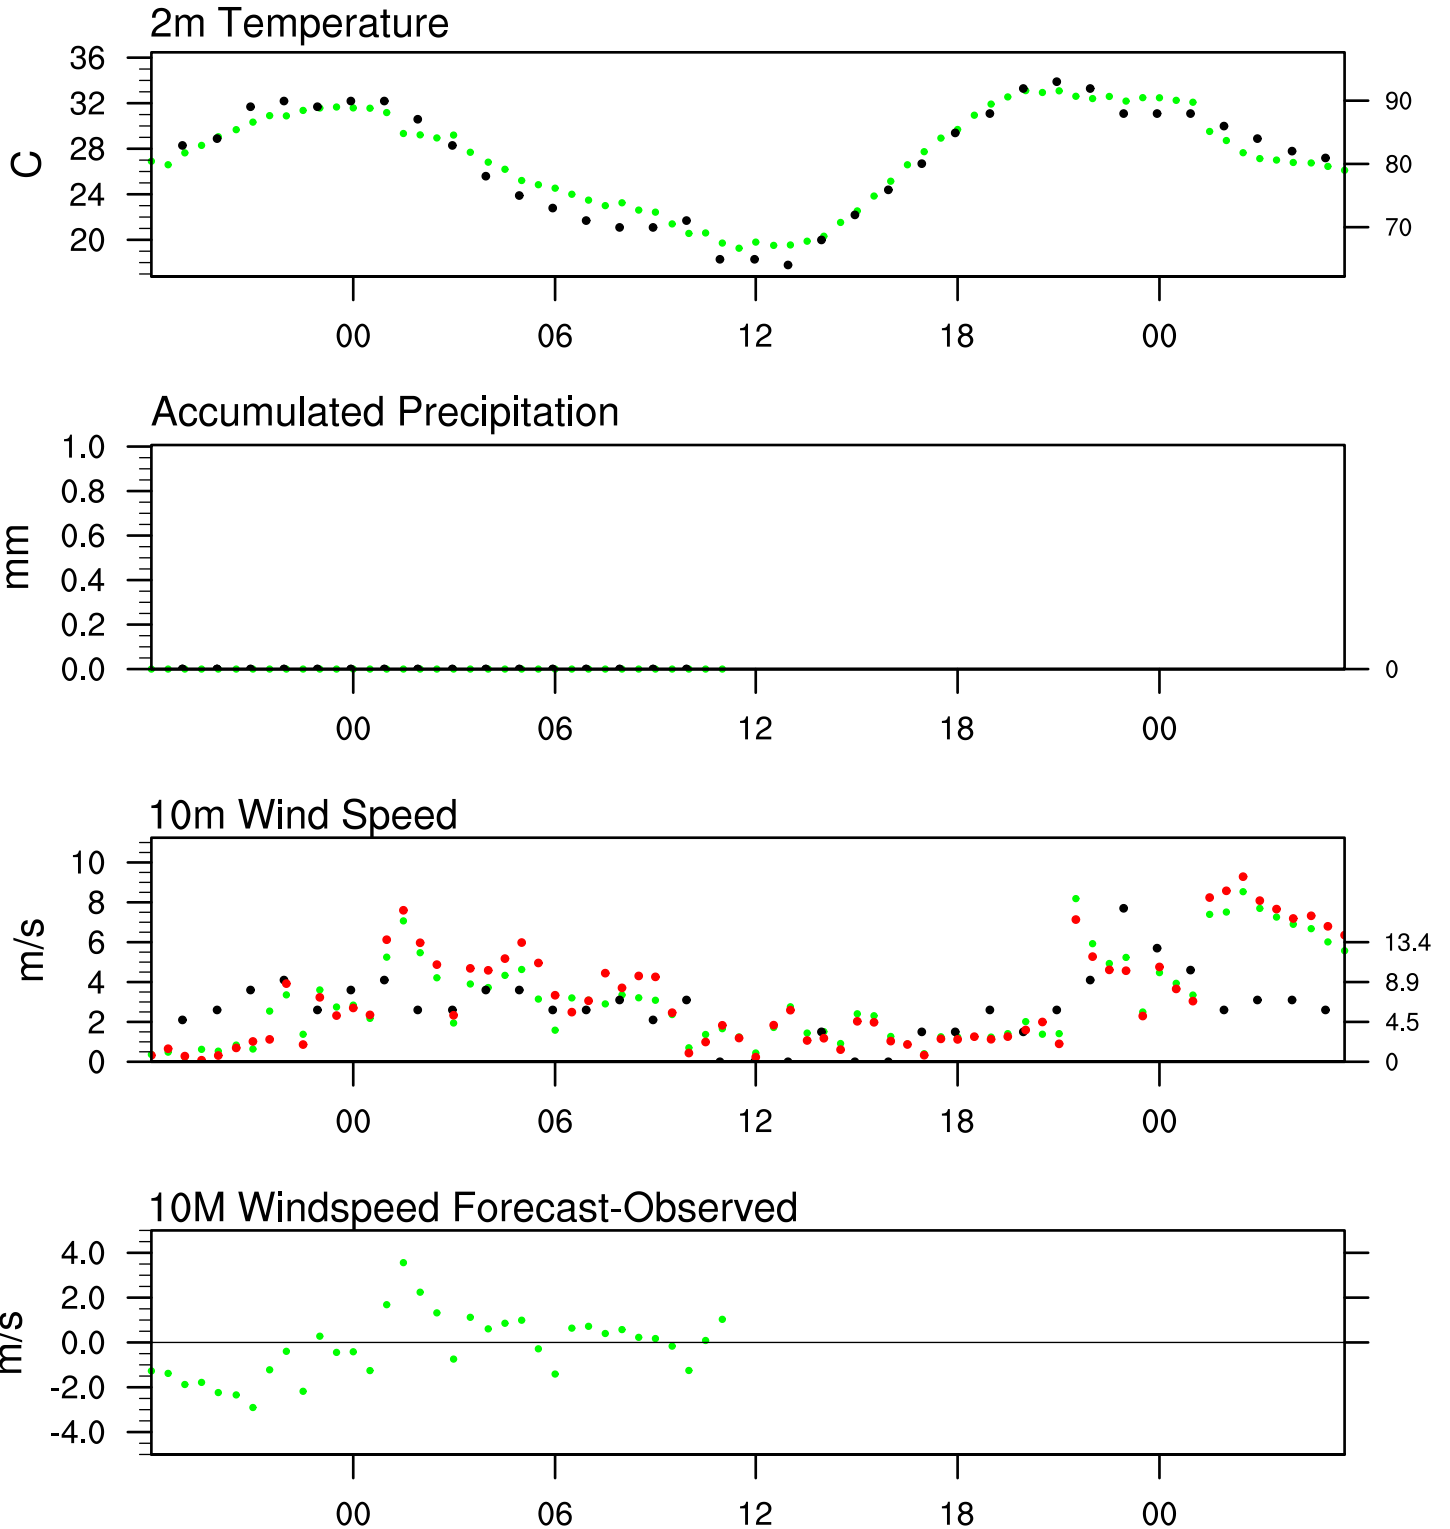 2m Temperature
36
32
28
24
20
C
90
80
70
00 06 12 18 00
Accumulated Precipitation
1.0
0.8
0.6
0.4
0.2
0.0
mm
0
00 06 12 18 00
10m Wind Speed
10
8
6
4
2
0
m/s
13.4
8.9
4.5
0
00 06 12 18 00
10M Windspeed Forecast-Observed
4.0
2.0
0.0
-2.0
-4.0
m/s
00 06 12 18 00